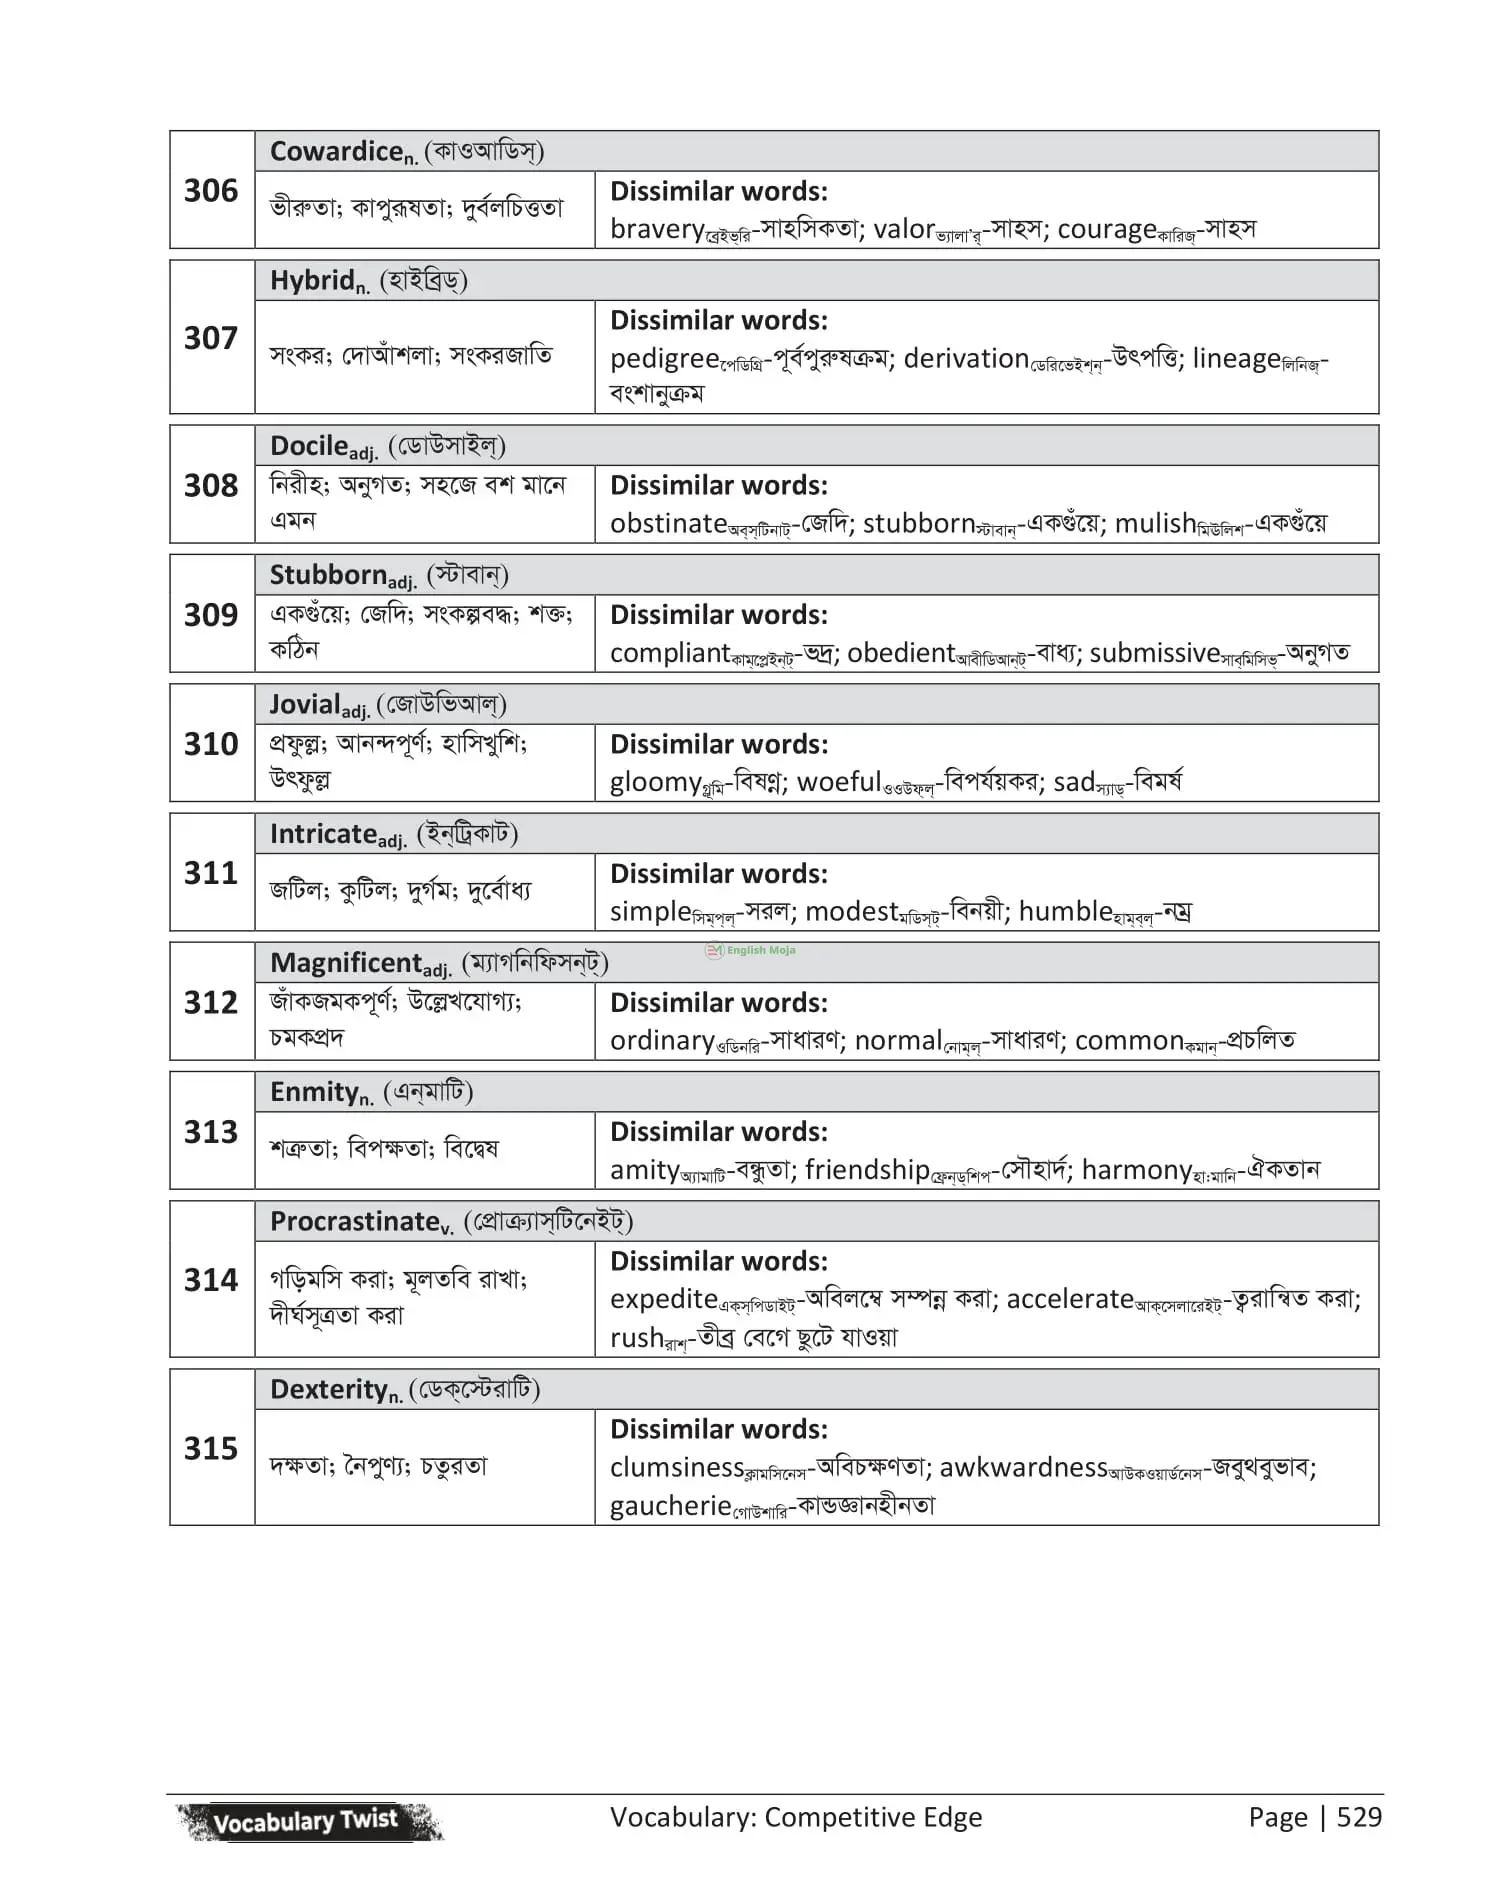 306
Cowardice n. (কাওআডিস্)
ভীরুতা; কাপুরূষতা; দুর্বলচিত্ততা
Dissimilar words:
bravery ব্রেইভ্‌রি-সাহসিকতা; valor ভ্যালা’র্-সাহস; courage কারিজ্-সাহস
307
Hybrid n. (হাইব্রিড্)
সংকর; দোআঁশলা; সংকরজাতি
Dissimilar words:
pedigree পেডিগ্রি-পূর্বপুরুষক্রম; derivation ডেরিভেইশ্‌ন্-উৎপত্তি; lineage লিনিজ্-
বংশানুক্রম
308
Docile adj. (ডোউসাইল্)
নিরীহ; অনুগত; সহজে বশ মানে
এমন
Dissimilar words:
obstinate অব্‌স্‌টিনাট্-জেদি; stubborn স্টাবান্-একগুঁয়ে; mulish মিউলিশ-একগুঁয়ে
309
Stubborn adj. (স্টাবান্)
একগুঁয়ে; জেদি; সংকল্পবদ্ধ; শক্ত;
কঠিন
Dissimilar words:
compliant কাম্‌প্লেইন্‌ট্-ভদ্র; obedient আবীডিআন্‌ট্-বাধ্য; submissive সাব্‌মিসিভ্-অনুগত
310
Jovial adj. (জোউভিআল্)
প্রফুল্ল; আনন্দপূর্ণ; হাসিখুশি;
উৎফুল্ল
Dissimilar words:
gloomy গ্লূমি-বিষণ্ন; woeful ওওউফ্‌ল্-বিপর্যয়কর; sad স্যাড্-বিমর্ষ
311
Intricate adj. (ইন্‌ট্রিকাট)
জটিল; কুটিল; দুর্গম; দুর্বোধ্য
Dissimilar words:
simple সিম্‌প্‌ল্-সরল; modest মডিস্‌ট্-বিনয়ী; humble হাম্‌ব্‌ল্-নম্র
312
Magnificent adj. (ম্যাগনিফিসন্‌ট্)
জাঁকজমকপূর্ণ; উল্লেখযোগ্য;
চমকপ্রদ
Dissimilar words:
ordinary ওডিনরি-সাধারণ; normal নোম্‌ল্-সাধারণ; common কমান্-প্রচলিত
English Moja
313
Enmity n. (এন্‌মাটি)
শত্রুতা; বিপক্ষতা; বিদ্বেষ
Dissimilar words:
amity অ্যামাটি-বন্ধুতা; friendship ফ্রেন্‌ড্‌শিপ-সৌহার্দ; harmony হাঃমানি-ঐকতান
314
Procrastinate v. (প্রোক্র্যাস্‌টিনেইট্)
গড়িমসি করা; মূলতবি রাখা;
দীর্ঘসূত্রতা করা
Dissimilar words:
expedite এক্‌স্‌পিডাইট্-অবিলম্বে সম্পন্ন করা; accelerate আক্‌সেলারেইট্-ত্বরান্বিত করা;
rush রাশ্-তীব্র বেগে ছুটে যাওয়া
315
Dexterity n. (ডেক্‌স্টেরাটি)
দক্ষতা; নৈপুণ্য; চতুরতা
Dissimilar words:
clumsiness ক্লামসিনেস-অবিচক্ষণতা; awkwardness আউকওয়ার্ডনেস-জবুথবুভাব;
gaucherie গোউশারি-কান্ডজ্ঞানহীনতা
Vocabulary Twist
Vocabulary: Competitive Edge
Page | 529